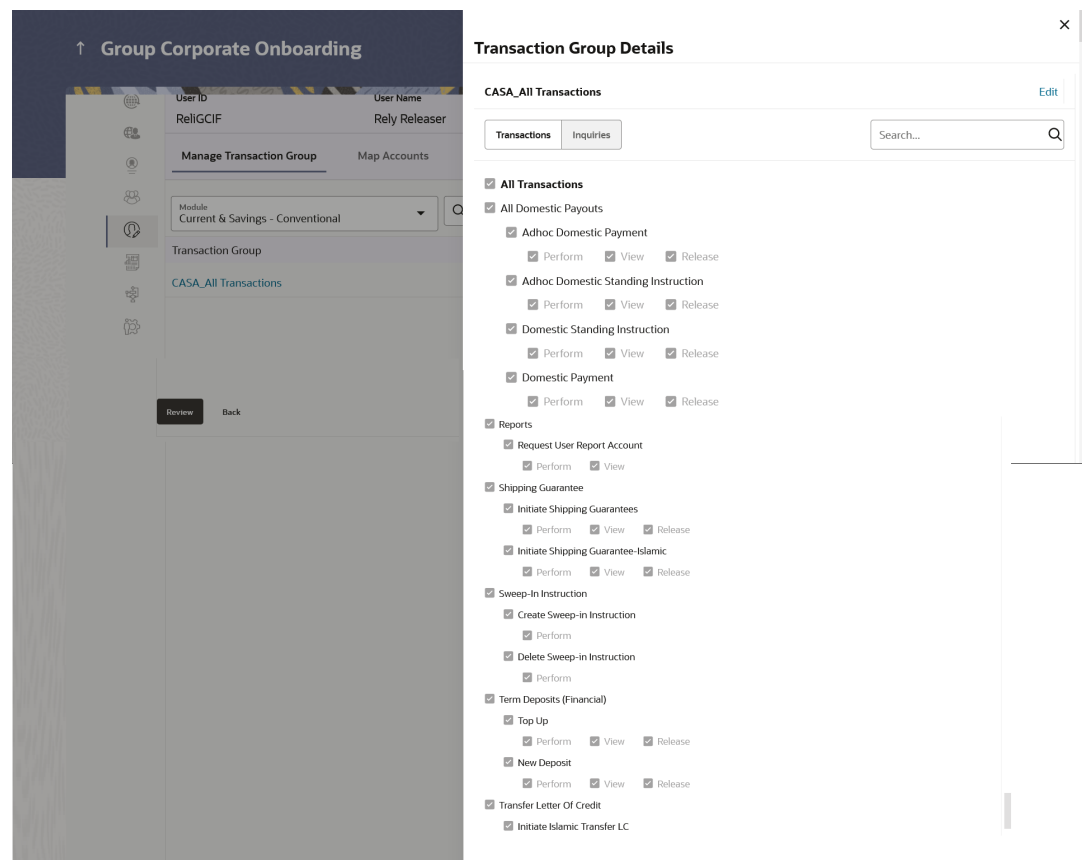 ↑ Group Corporate Onboarding
User ID User Name
ReliGCIF Rely Releaser
Manage Transaction Group Map Accounts
Module
Current & Savings - Conventional
Transaction Group
CASA_All Transactions
Review Back
Transaction Group Details
CASA_All Transactions Edit
Transactions Inquiries Search...
All Transactions
All Domestic Payouts
Adhoc Domestic Payment
Perform View Release
Adhoc Domestic Standing Instruction
Perform View Release
Domestic Standing Instruction
Perform View Release
Domestic Payment
Perform View Release
Reports
Request User Report Account
Perform View
Shipping Guarantee
Initiate Shipping Guarantees
Perform View Release
Initiate Shipping Guarantee-Islamic
Perform View Release
Sweep-In Instruction
Create Sweep-in Instruction
Perform
Delete Sweep-in Instruction
Perform
Term Deposits (Financial)
Top Up
Perform View Release
New Deposit
Perform View Release
Transfer Letter Of Credit
Initiate Islamic Transfer LC